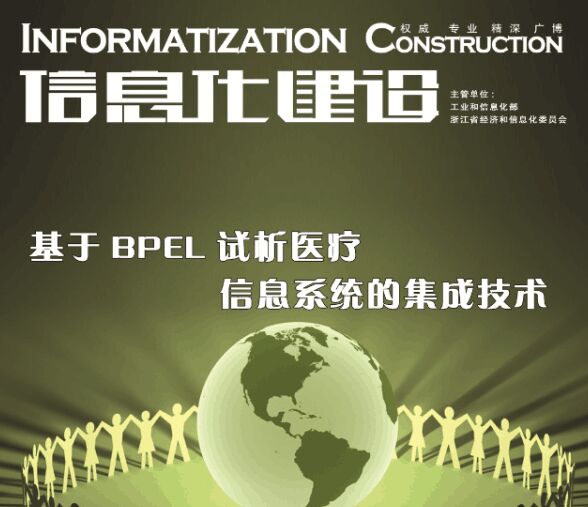 权威 专业 精深 广博
INFORMATIZATION CONSTRUCTION
信息化建设
主管单位：
工业和信息化部
浙江省经济和信息化委员会
基于 BPEL 试析医疗
信息系统的集成技术